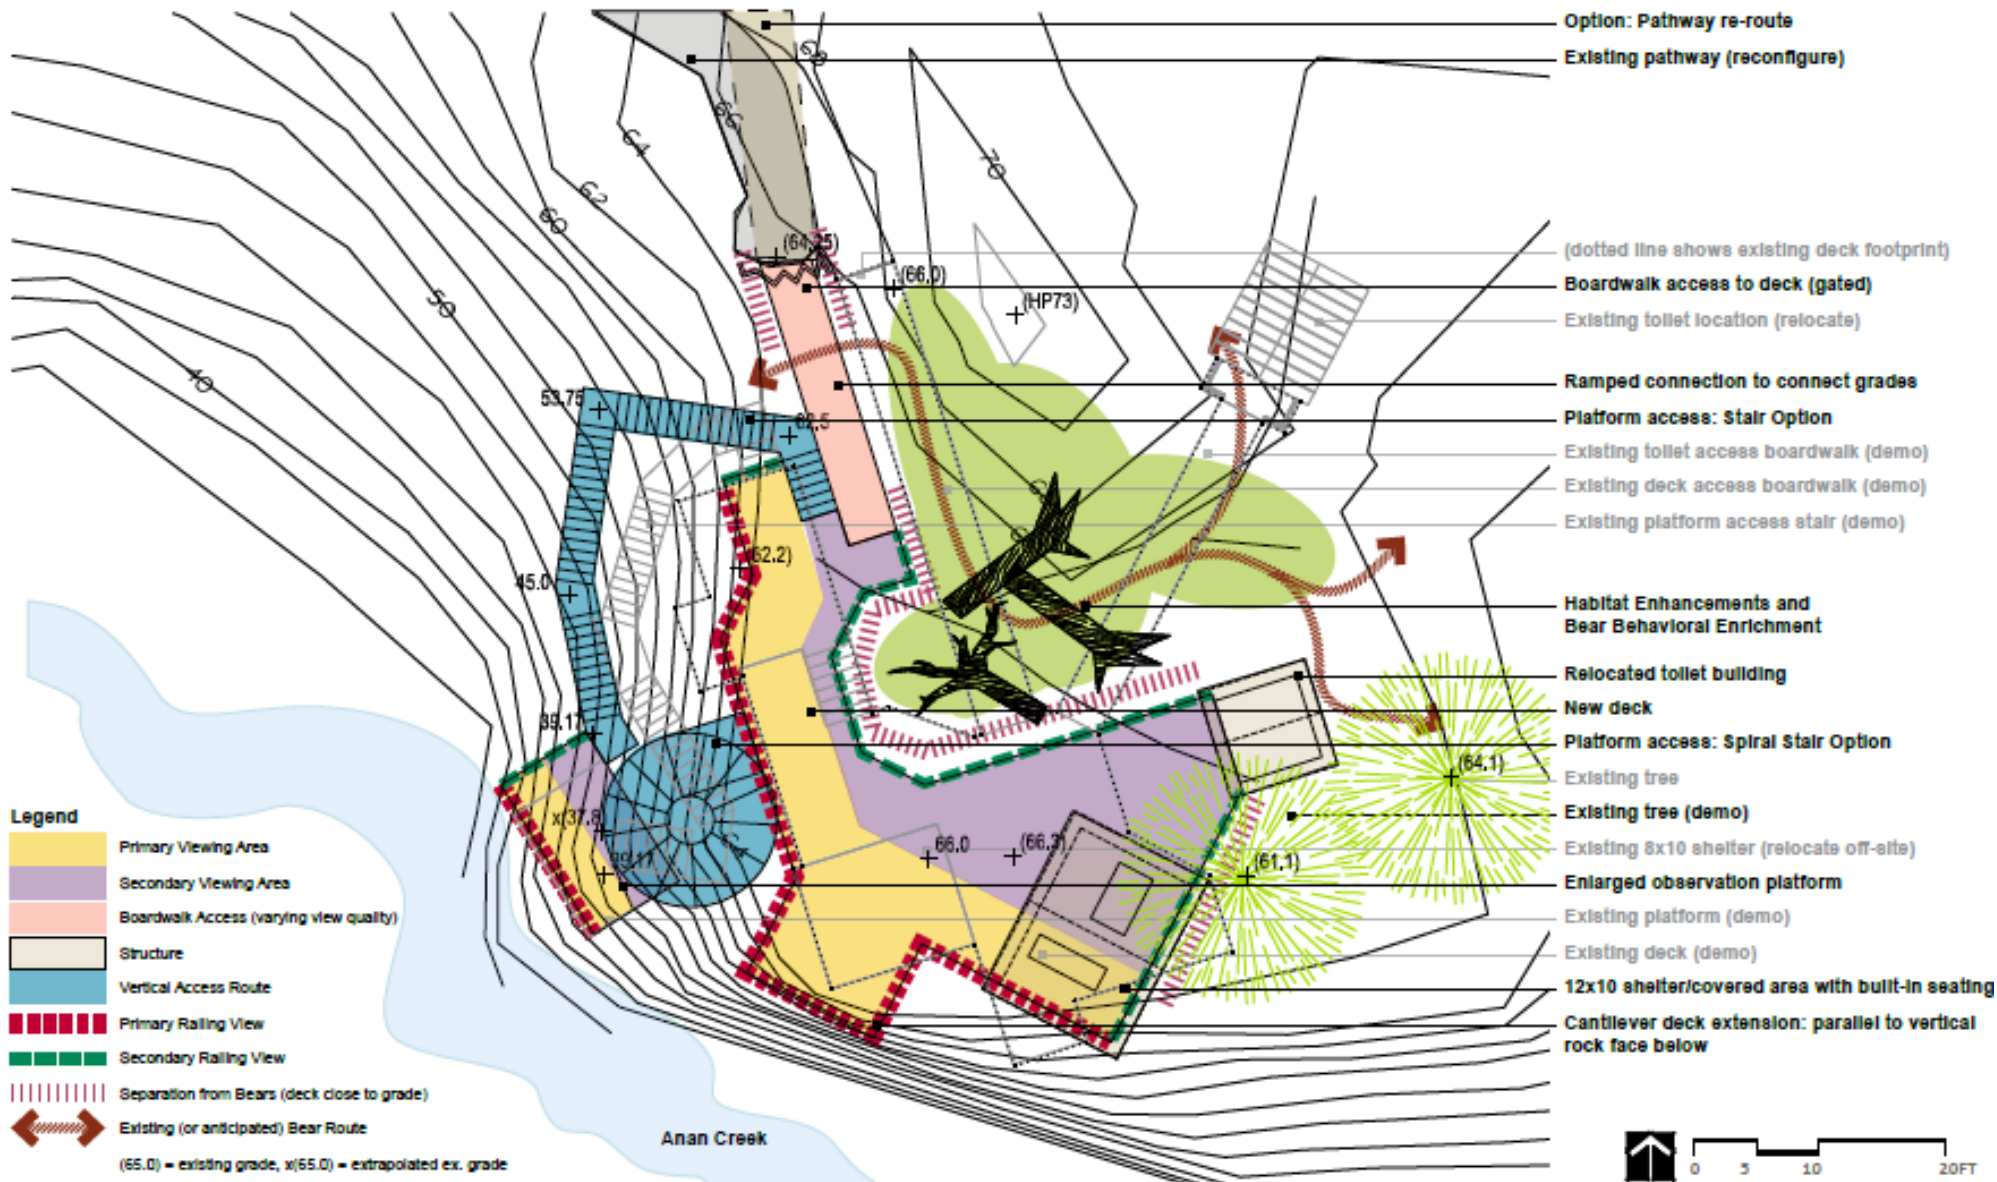 Option: Pathway re-route
Existing pathway (reconfigure)
68
66
64
70
62
60
(64.25)
(dotted line shows existing deck footprint)
(66.0)
Boardwalk access to deck (gated)
(HP73)
50
Existing toilet location (relocate)
40
Ramped connection to connect grades
53.75
62.5
Platform access: Stair Option
Existing toilet access boardwalk (demo)
Existing deck access boardwalk (demo)
Existing platform access stair (demo)
(62.2)
45.0
Habitat Enhancements and
Bear Behavioral Enrichment
Relocated toilet building
New deck
39.17
Platform access: Spiral Stair Option
(64.1)
Existing tree
Existing tree (demo)
x(37.8)
66.0
(66.3)
Existing 8x10 shelter (relocate off-site)
39.17
(61.1)
Enlarged observation platform
Existing platform (demo)
Existing deck (demo)
12x10 shelter/covered area with built-in seating
Cantilever deck extension: parallel to vertical
rock face below
Legend
Primary Viewing Area
Secondary Viewing Area
Boardwalk Access (varying view quality)
Structure
Vertical Access Route
Primary Railing View
Secondary Railing View
Separation from Bears (deck close to grade)
Existing (or anticipated) Bear Route
(65.0) = existing grade, x(65.0) = extrapolated ex. grade
Anan Creek
0 5 10 20FT